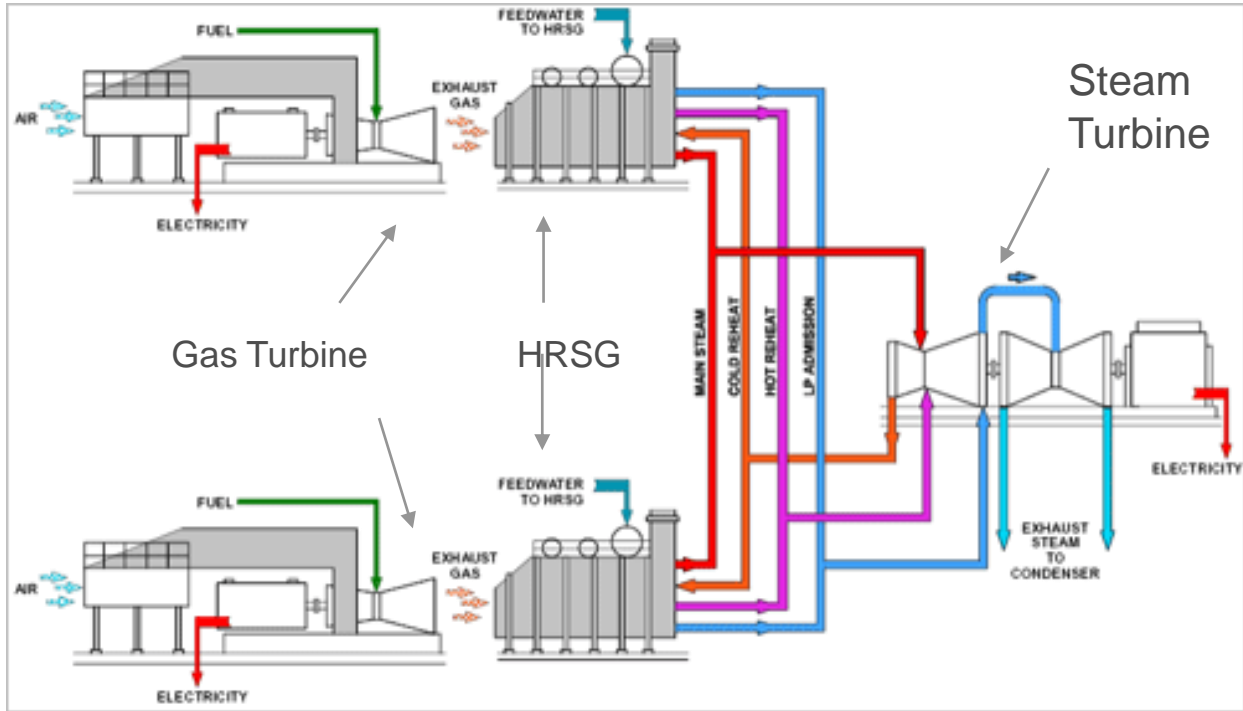 FUEL
FEEDWATER
TO HRSG
EXHAUST
GAS
AIR
ELECTRICITY
Steam
Turbine
Gas Turbine
HRSG
MAIN STEAM
COLD REHEAT
HOT REHEAT
LP ADMISSION
ELECTRICITY
FUEL
FEEDWATER
TO HRSG
EXHAUST
GAS
AIR
ELECTRICITY
EXHAUST
STEAM
TO
CONDENSER